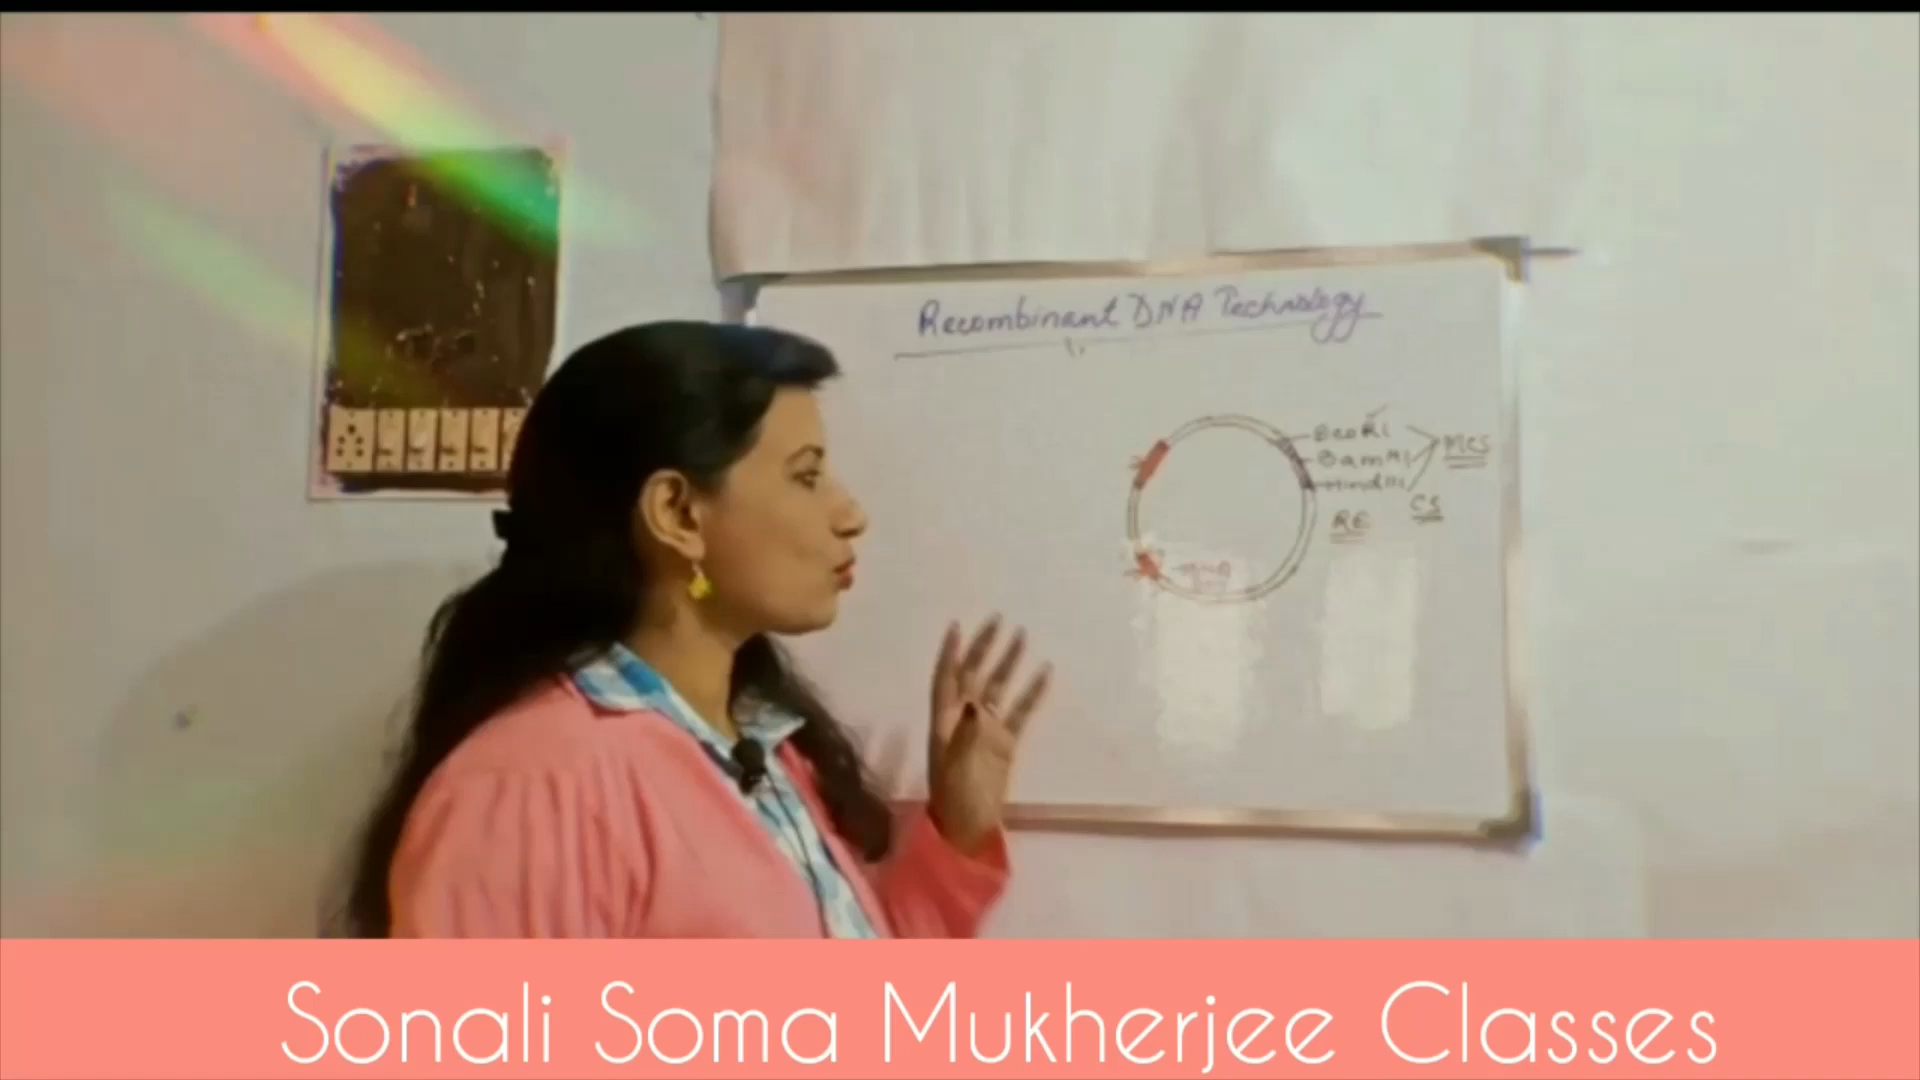 Recombinant DNA Technology
EcoRI
BamHI
MCS
HindIII
CS
RE
Sonali Soma Mukherjee Classes